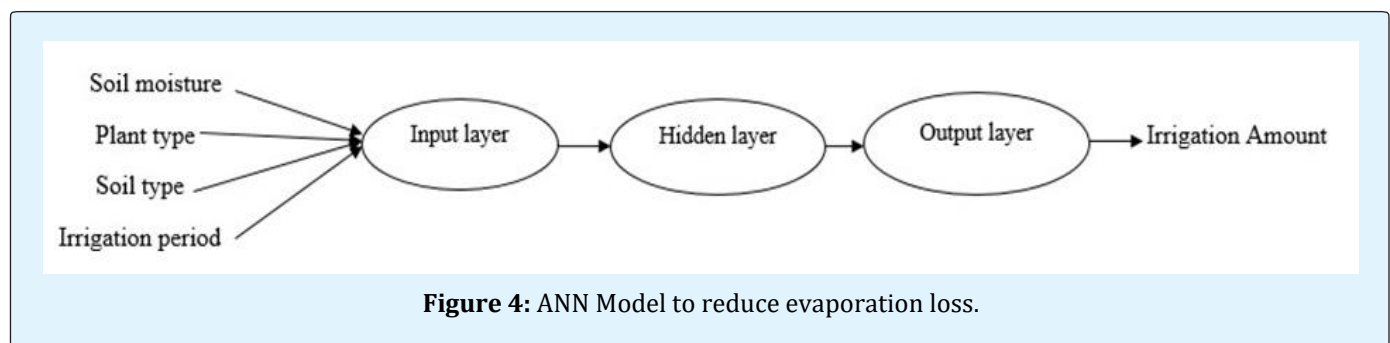 Soil moisture
Plant type
Soil type
Irrigation period
Input layer
Hidden layer
Output layer
Irrigation Amount
Figure 4: ANN Model to reduce evaporation loss.